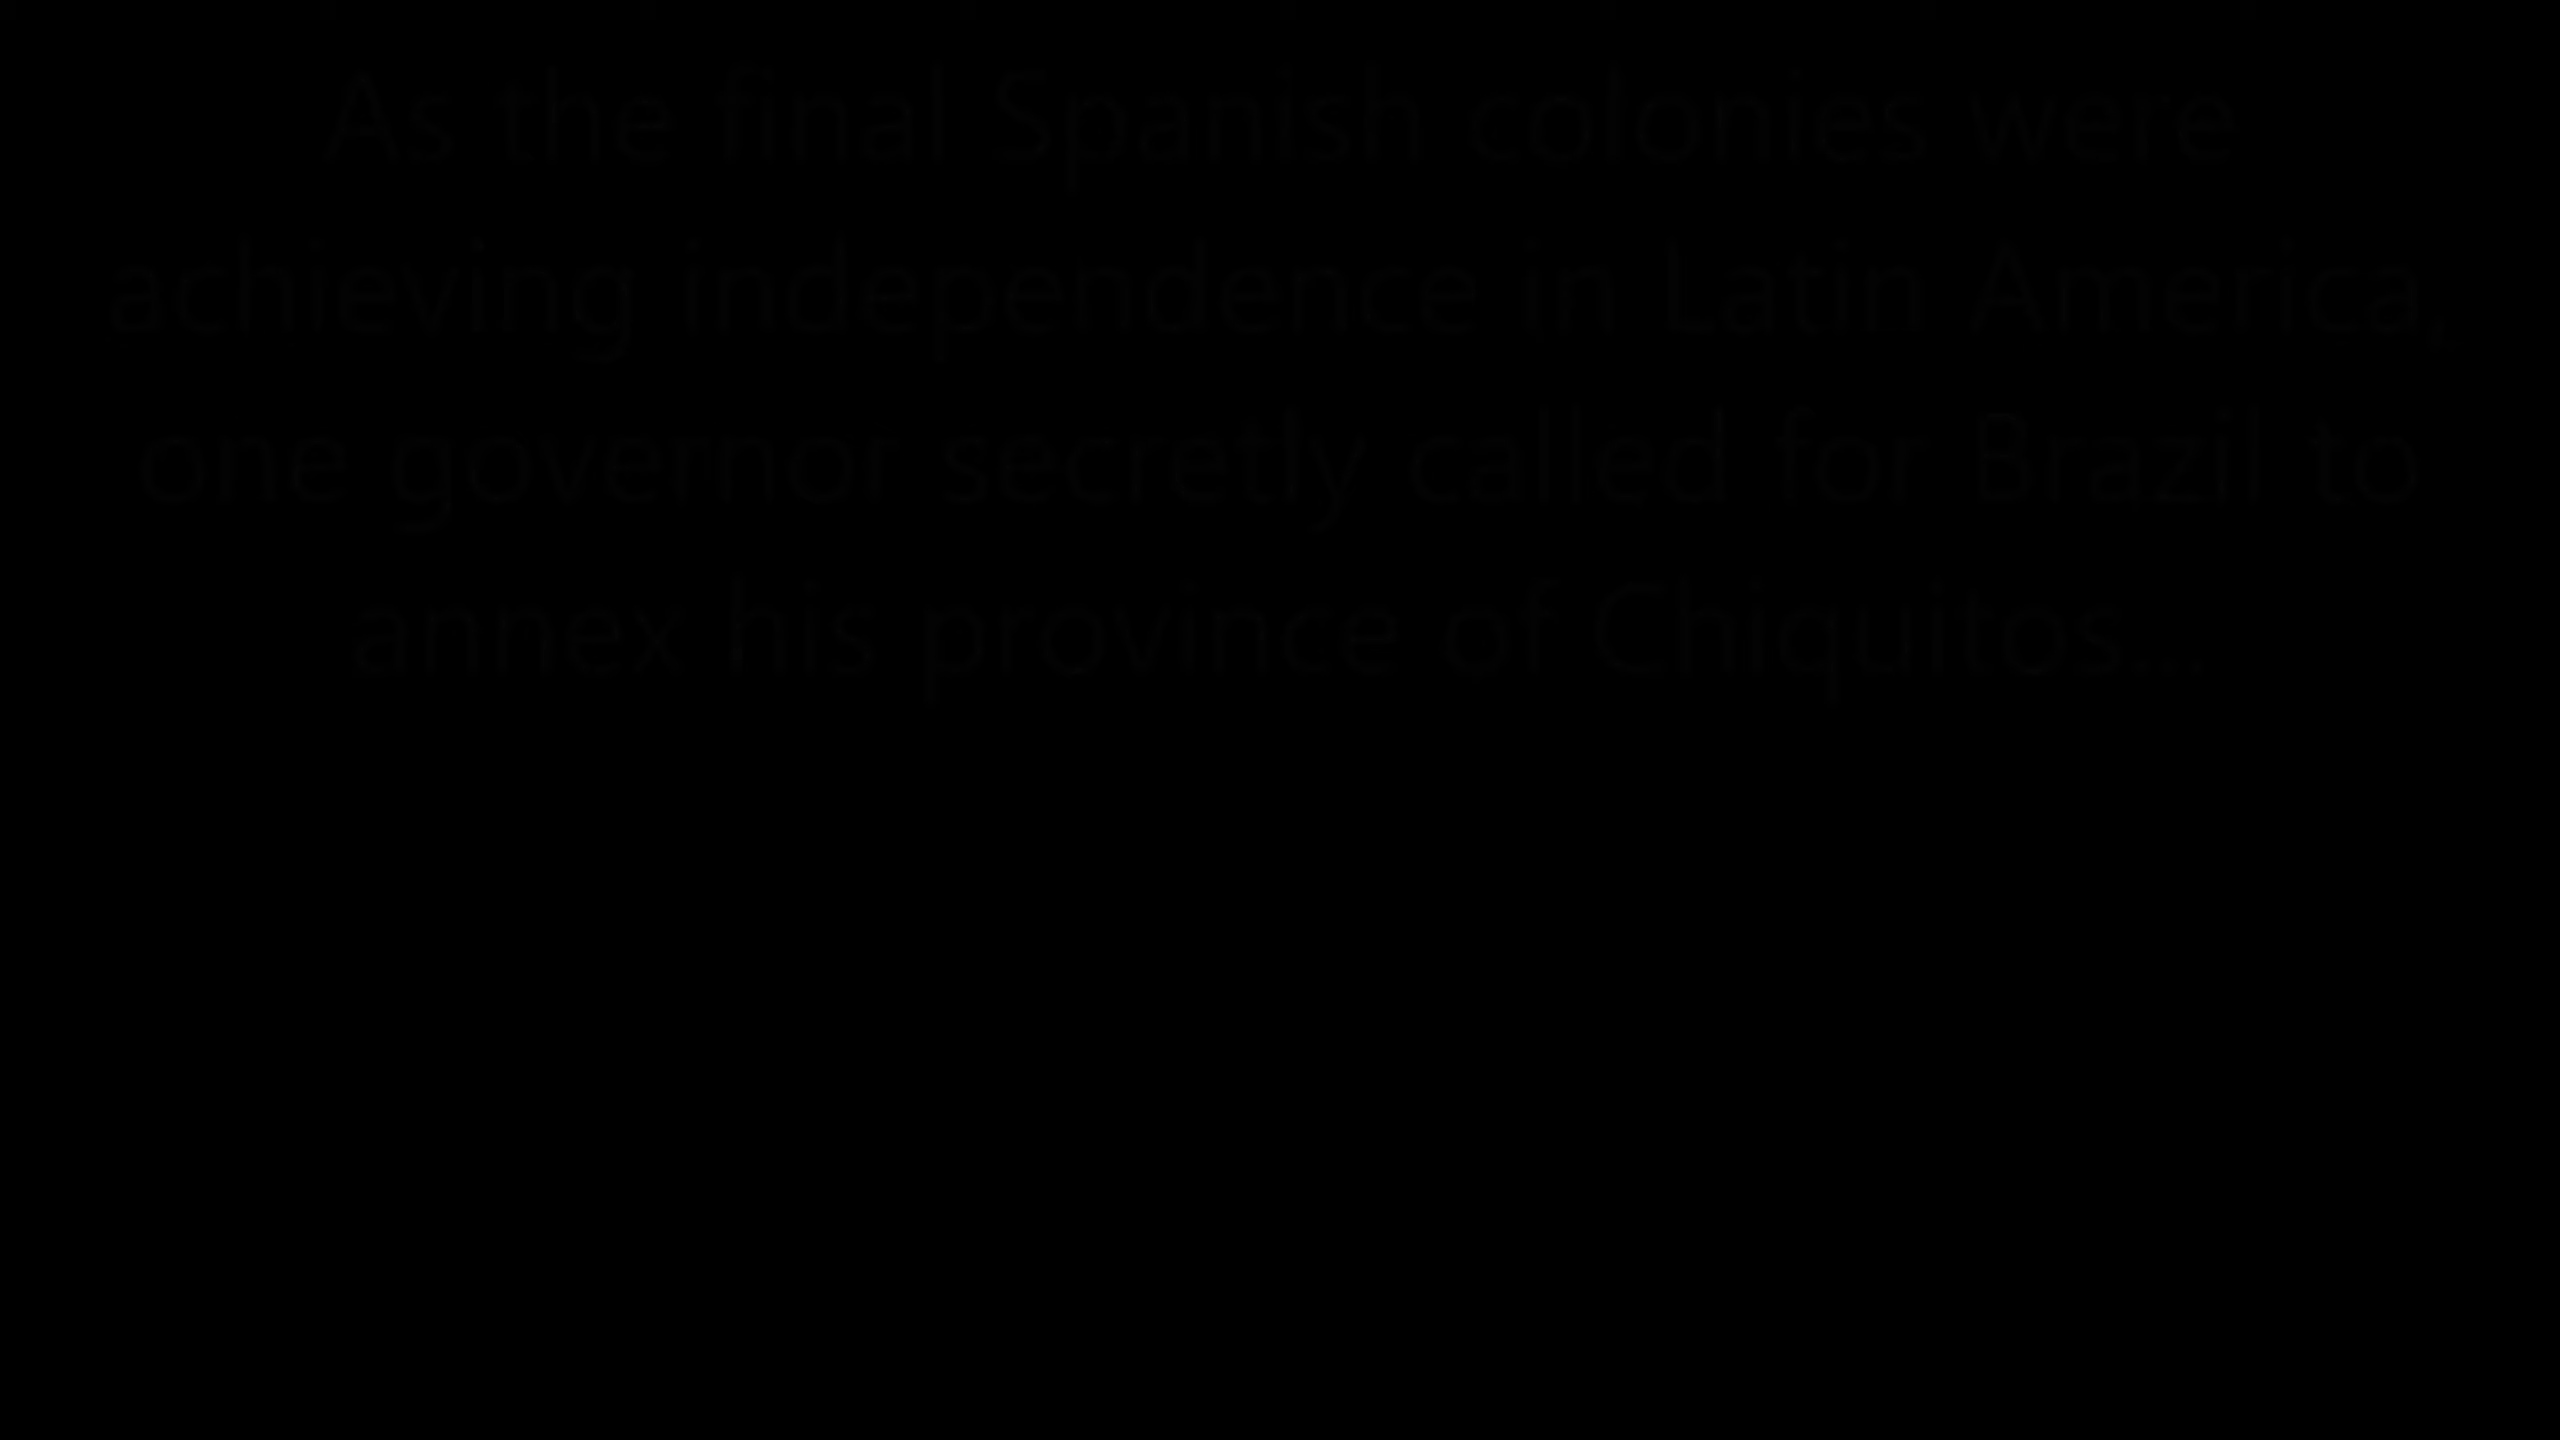 As the final Spanish colonies were
achieving independence in Latin America,
one governor secretly called for Brazil to
annex his province of Chiquitos...